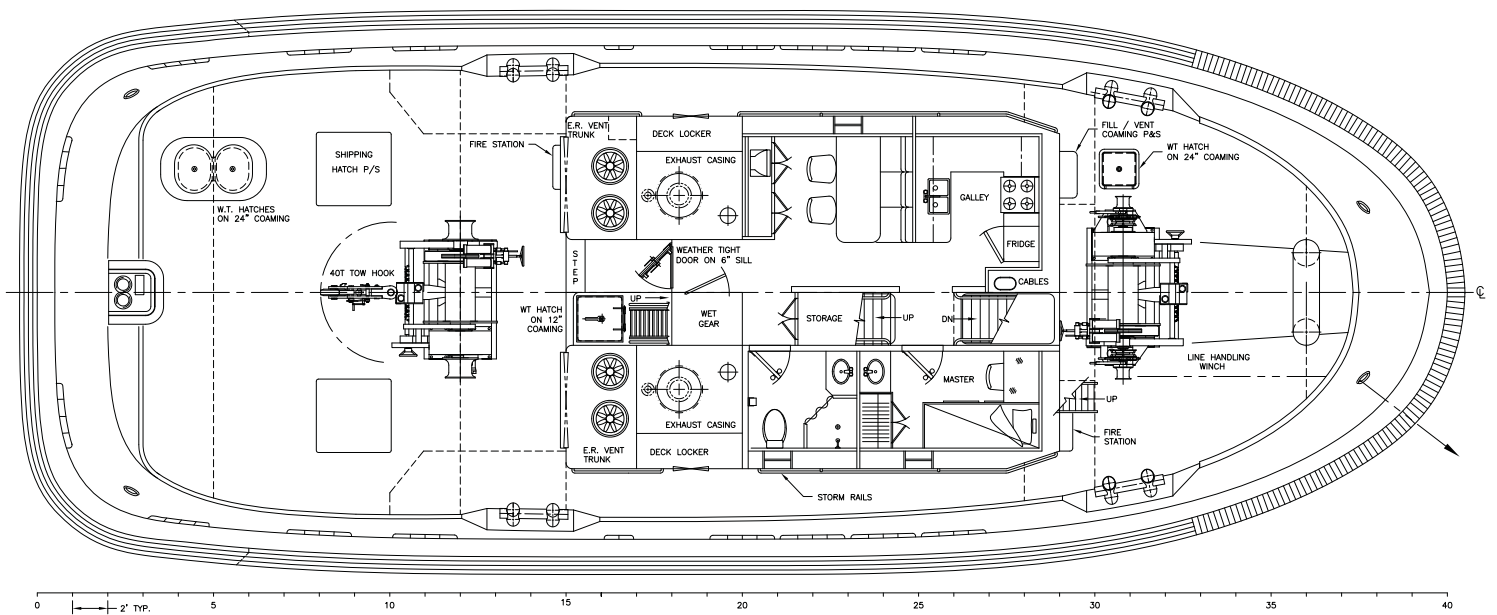 E.R. VENT
TRUNK
DECK LOCKER
FILL / VENT
COAMING P&S
FIRE STATION
EXHAUST CASING
WT HATCH
ON 24" COAMING
SHIPPING
HATCH P/S
W.T. HATCHES
ON 24" COAMING
GALLEY
FRIDGE
STEP
WEATHER TIGHT
DOOR ON 6" SILL
40T TOW HOOK
CABLES
UP
WT HATCH
ON 12"
COAMING
WET
GEAR
STORAGE
UP
DN
℄
LINE HANDLING
WINCH
MASTER
UP
EXHAUST CASING
FIRE
STATION
E.R. VENT
TRUNK
DECK LOCKER
STORM RAILS
0 2' TYP. 5 10 15 20 25 30 35 40